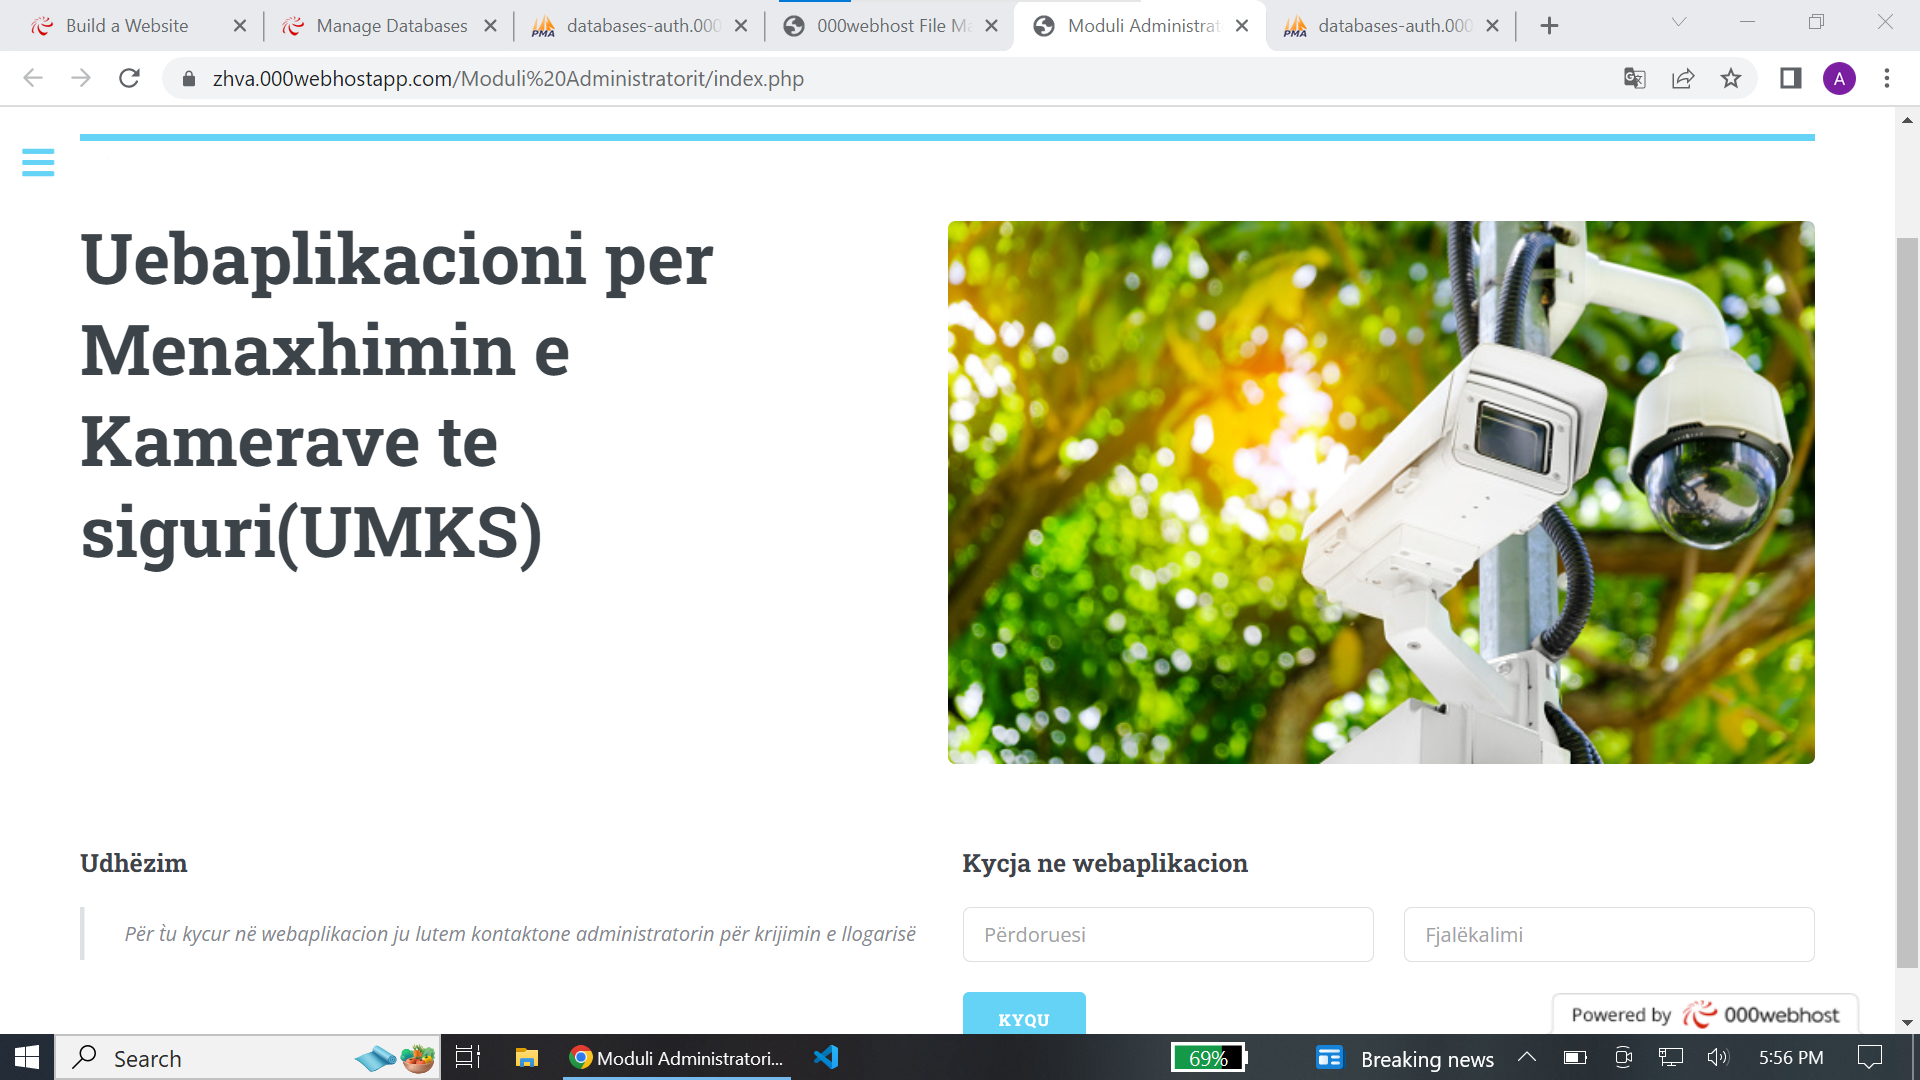 Build a Website
Manage Databases
databases-auth.000
000webhost File Ma
Moduli Administrat
databases-auth.000
zhva.000webhostapp.com/Moduli%20Administratorit/index.php
A
Uebaplikacioni per
Menaxhimin e
Kamerave te
siguri(UMKS)
Udhëzim
Për t̀u kycur në webaplikacion ju lutem kontaktone administratorin për krijimin e llogarisë
Kycja ne webaplikacion
Përdoruesi
Fjalëkalimi
KYQU
Powered by 000webhost
Search
Moduli Administratori...
69%
Breaking news
5:56 PM